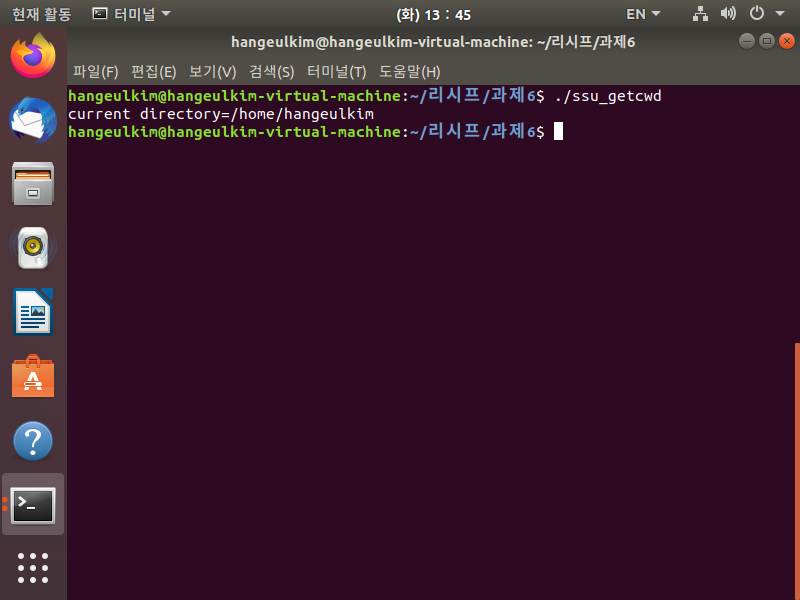 현재 활동 터미널 (화) 13 : 45 EN
hangeulkim@hangeulkim-virtual-machine: ~/리시프/과제6
파일(F) 편집(E) 보기(V) 검색(S) 터미널(T) 도움말(H)
hangeulkim@hangeulkim-virtual-machine:~/리시프/과제6$ ./ssu_getcwd
current directory=/home/hangeulkim
hangeulkim@hangeulkim-virtual-machine:~/리시프/과제6$